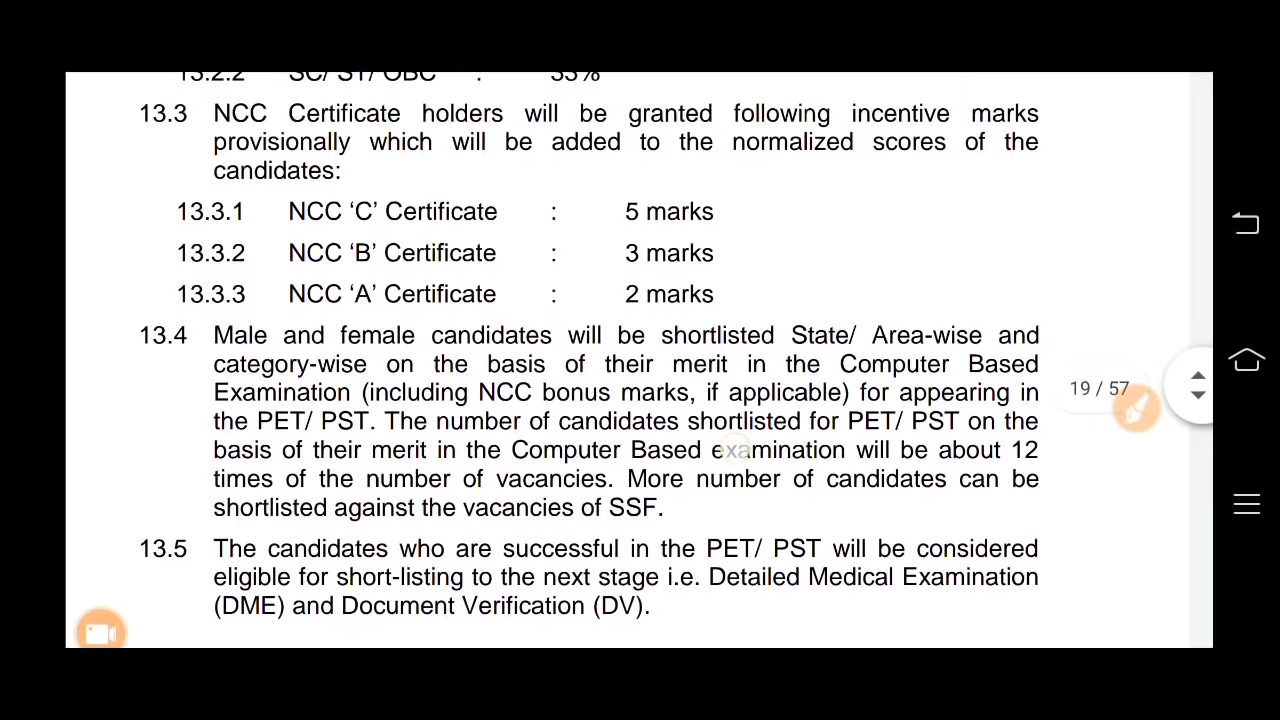 13.2.2 SC/ ST/ OBC : 33%
13.3 NCC Certificate holders will be granted following incentive marks
provisionally which will be added to the normalized scores of the
candidates:
13.3.1 NCC ‘C’ Certificate : 5 marks
13.3.2 NCC ‘B’ Certificate : 3 marks
13.3.3 NCC ‘A’ Certificate : 2 marks
13.4 Male and female candidates will be shortlisted State/ Area-wise and
category-wise on the basis of their merit in the Computer Based
Examination (including NCC bonus marks, if applicable) for appearing in
the PET/ PST. The number of candidates shortlisted for PET/ PST on the
basis of their merit in the Computer Based examination will be about 12
times of the number of vacancies. More number of candidates can be
shortlisted against the vacancies of SSF.
13.5 The candidates who are successful in the PET/ PST will be considered
eligible for short-listing to the next stage i.e. Detailed Medical Examination
(DME) and Document Verification (DV).
19 / 57